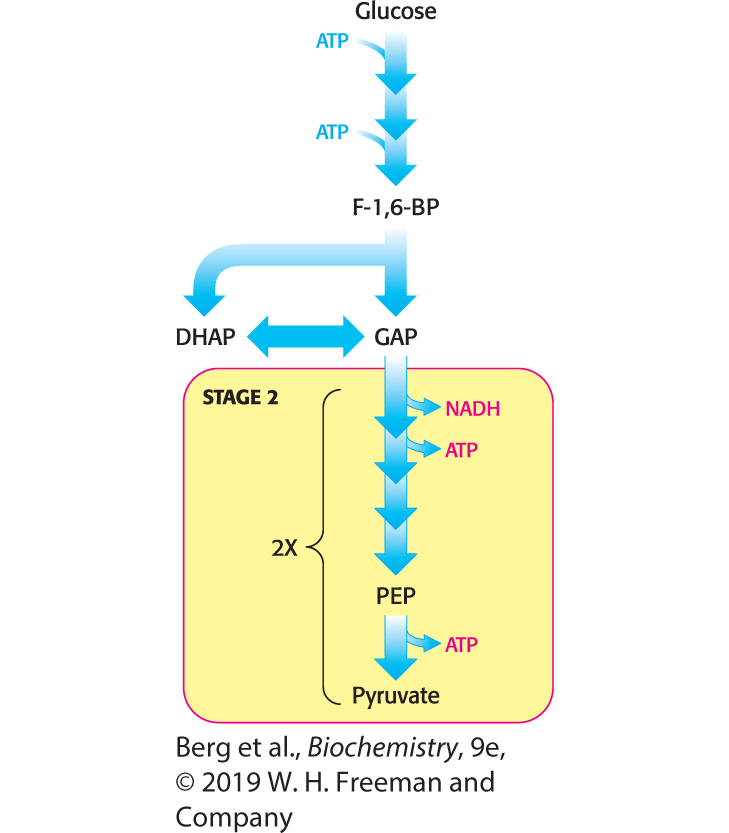 Glucose
ATP
ATP
F-1,6-BP
DHAP
GAP
STAGE 2
NADH
ATP
2X
PEP
ATP
Pyruvate
Berg et al., Biochemistry, 9e,
© 2019 W. H. Freeman and
Company